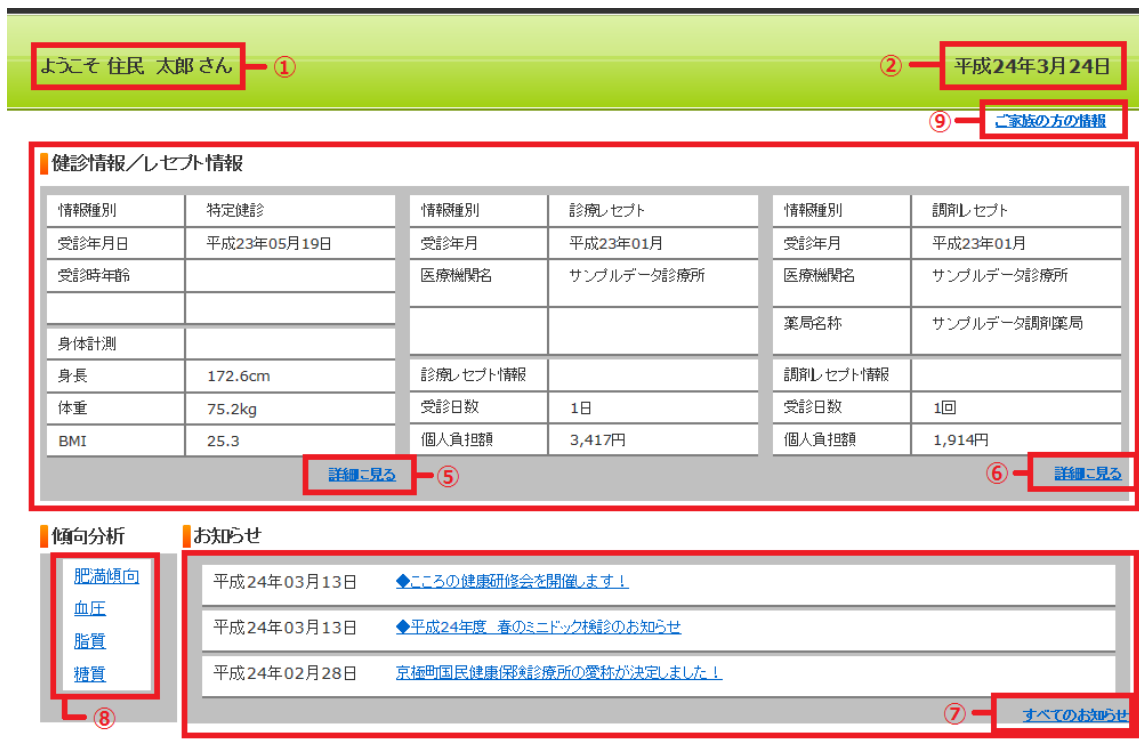 ようこそ 住民 太郎 さん ①
② 平成24年3月24日
⑨ ご家族の方の情報
健診情報／レセプト情報
情報種別 特定健診 情報種別 診療レセプト 情報種別 調剤レセプト
受診年月日 平成23年05月19日 受診年月 平成23年01月 受診年月 平成23年01月
受診時年齢 医療機関名 サンプルデータ診療所 医療機関名 サンプルデータ診療所
薬局名称 サンプルデータ調剤薬局
身体計測
身長 172.6cm 診療レセプト情報 調剤レセプト情報
体重 75.2kg 受診日数 1日 受診日数 1回
BMI 25.3 個人負担額 3,417円 個人負担額 1,914円
詳細に見る ⑤ ⑥ 詳細に見る
傾向分析 お知らせ
肥満傾向 平成24年03月13日 ◆こころの健康研修会を開催します！
血圧
脂質 平成24年03月13日 ◆平成24年度 春のミニドック検診のお知らせ
糖質 平成24年02月28日 京極町国民健康保険診療所の愛称が決定しました！
⑧ ⑦ すべてのお知らせ